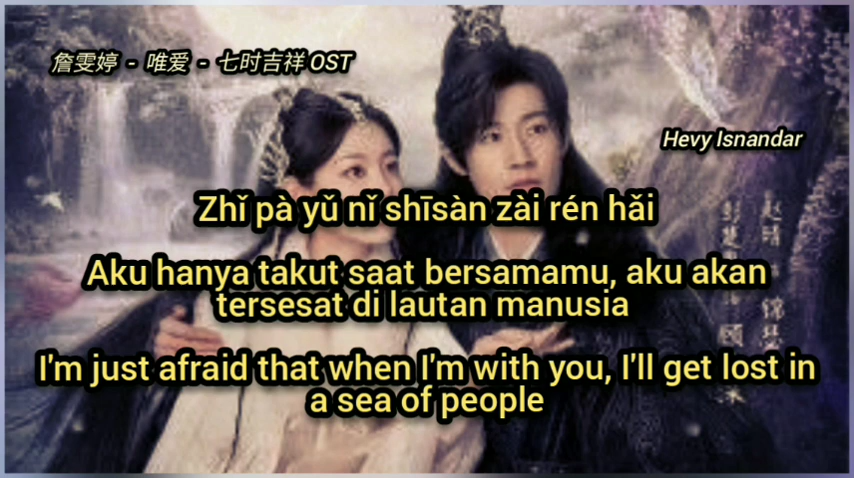 詹雯婷 - 唯爱 - 七时吉祥 OST
Hevy Isnandar
Zhǐ pà yǔ nǐ shīsàn zài rén hǎi
Aku hanya takut saat bersamamu, aku akan
tersesat di lautan manusia
I'm just afraid that when I'm with you, I'll get lost in
a sea of people